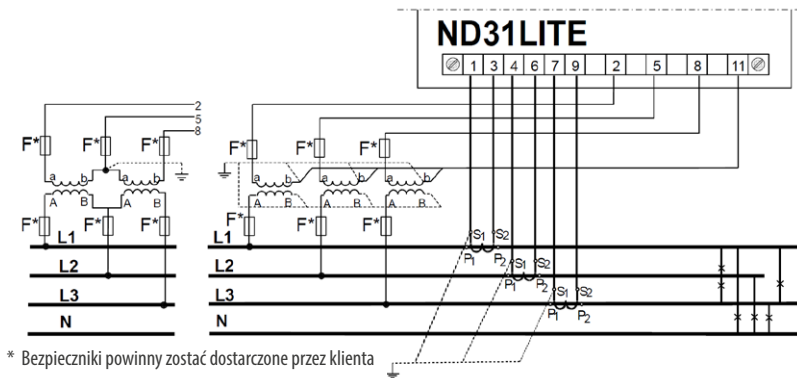 ND31LITE
1 3 4 6 7 9 2 5 8 11
2
5
8
F* F* F* F* F* F*
a b a b a b a b a b
A B A B A B A B A B
F* F* F* F* F* F*
S1 S2
L1 L1 P1 P2
S1 S2
L2 L2 P1 P2
S1 S2
L3 L3 P1 P2
N N
* Bezpieczniki powinny zostać dostarczone przez klienta